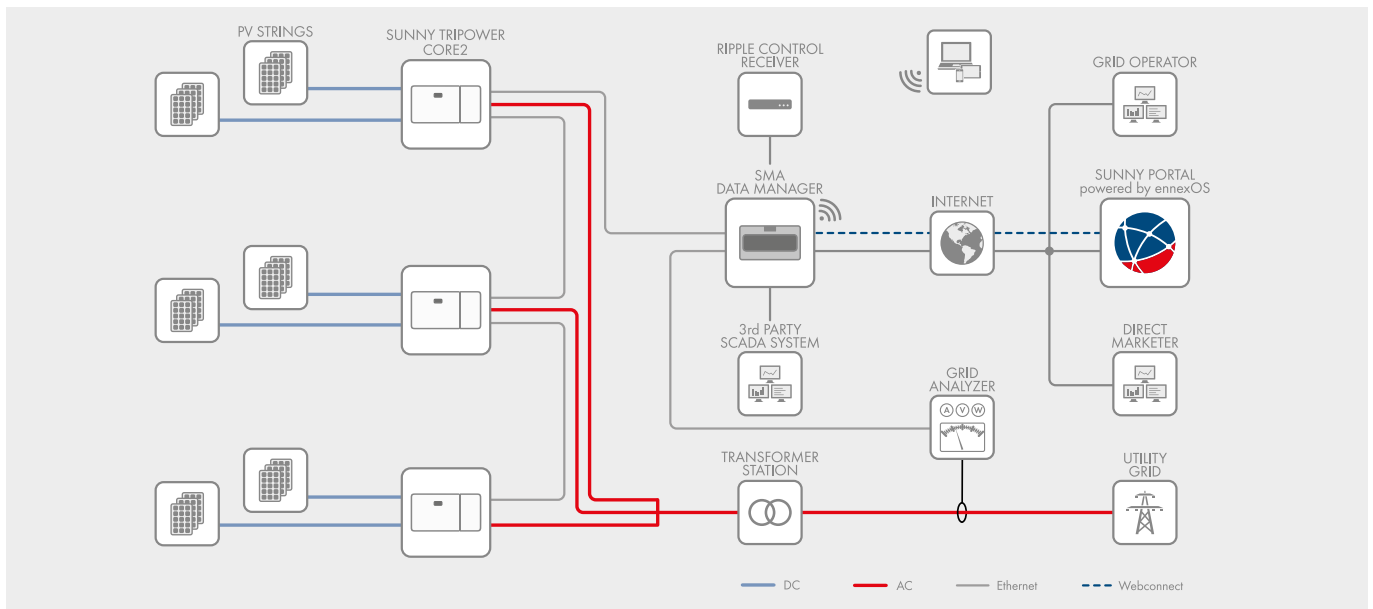 PV STRINGS
SUNNY TRIPOWER
CORE2
RIPPLE CONTROL
RECEIVER
GRID OPERATOR
SMA
DATA MANAGER
INTERNET
SUNNY PORTAL
powered by ennexOS
3rd PARTY
SCADA SYSTEM
DIRECT
MARKETER
GRID
ANALYZER
A V W
TRANSFORMER
STATION
UTILITY
GRID
DC
AC
Ethernet
Webconnect